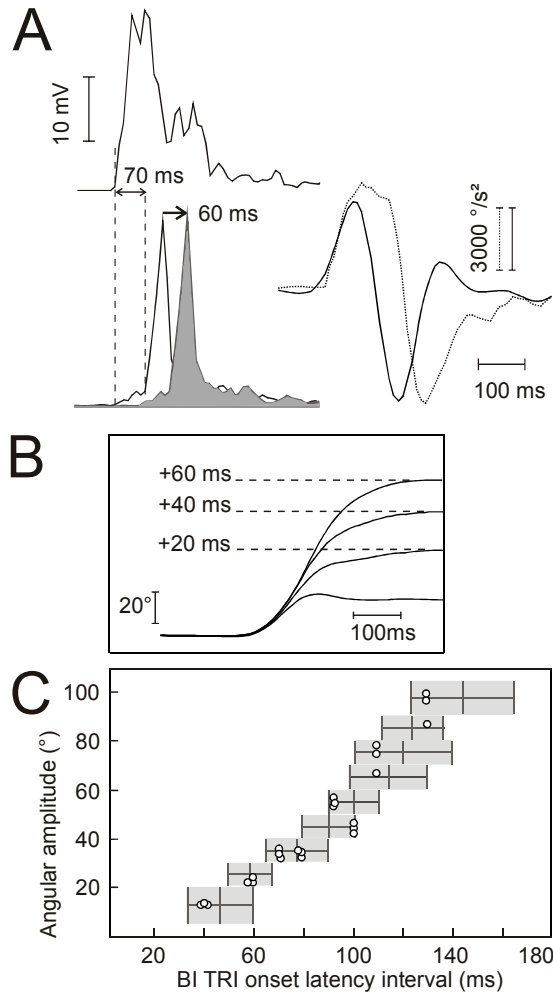 A
10 mV
70 ms
60 ms
3000 °/s²
100 ms
B
+60 ms
+40 ms
+20 ms
20°
100ms
C
Angular amplitude (°)
100
80
60
40
20
20 60 100 140 180
BI TRI onset latency interval (ms)